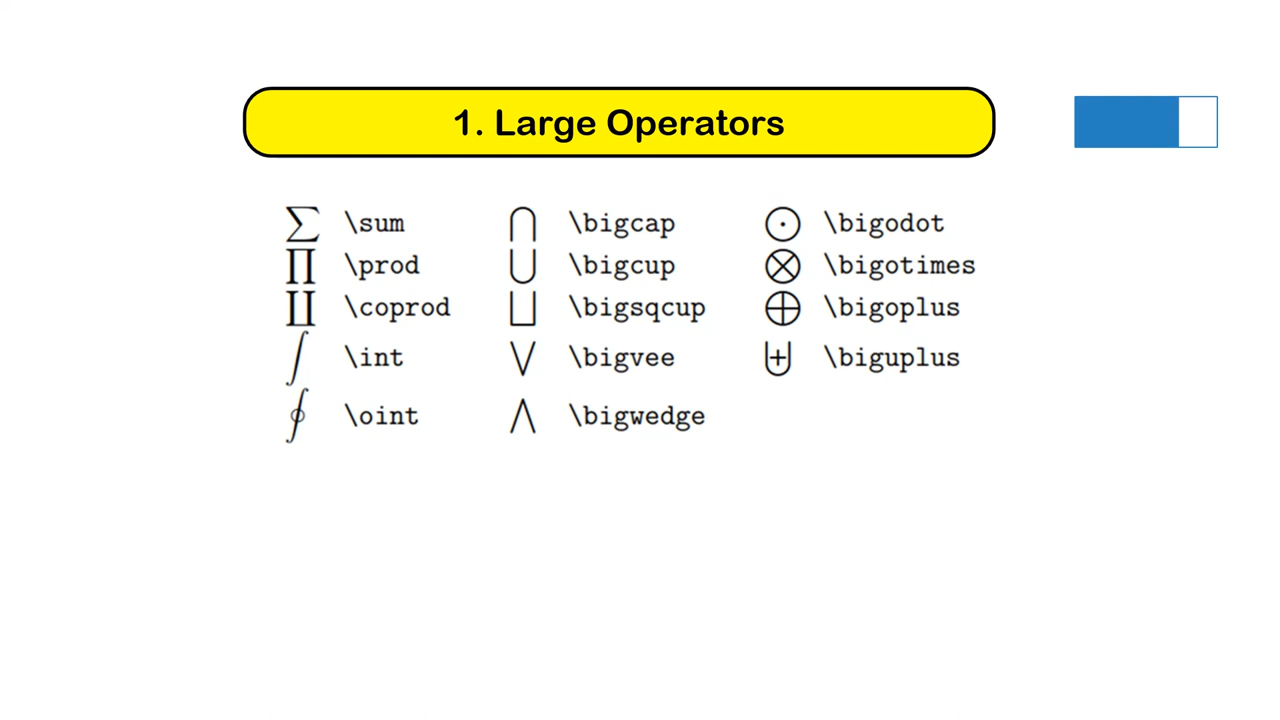 1. Large Operators
∑ \sum ⋂ \bigcap ⨀ \bigodot
∏ \prod ⋃ \bigcup ⨂ \bigotimes
∐ \coprod ⨆ \bigsqcup ⨁ \bigoplus
∫ \int ⋁ \bigvee ⨄ \biguplus
∮ \oint ⋀ \bigwedge